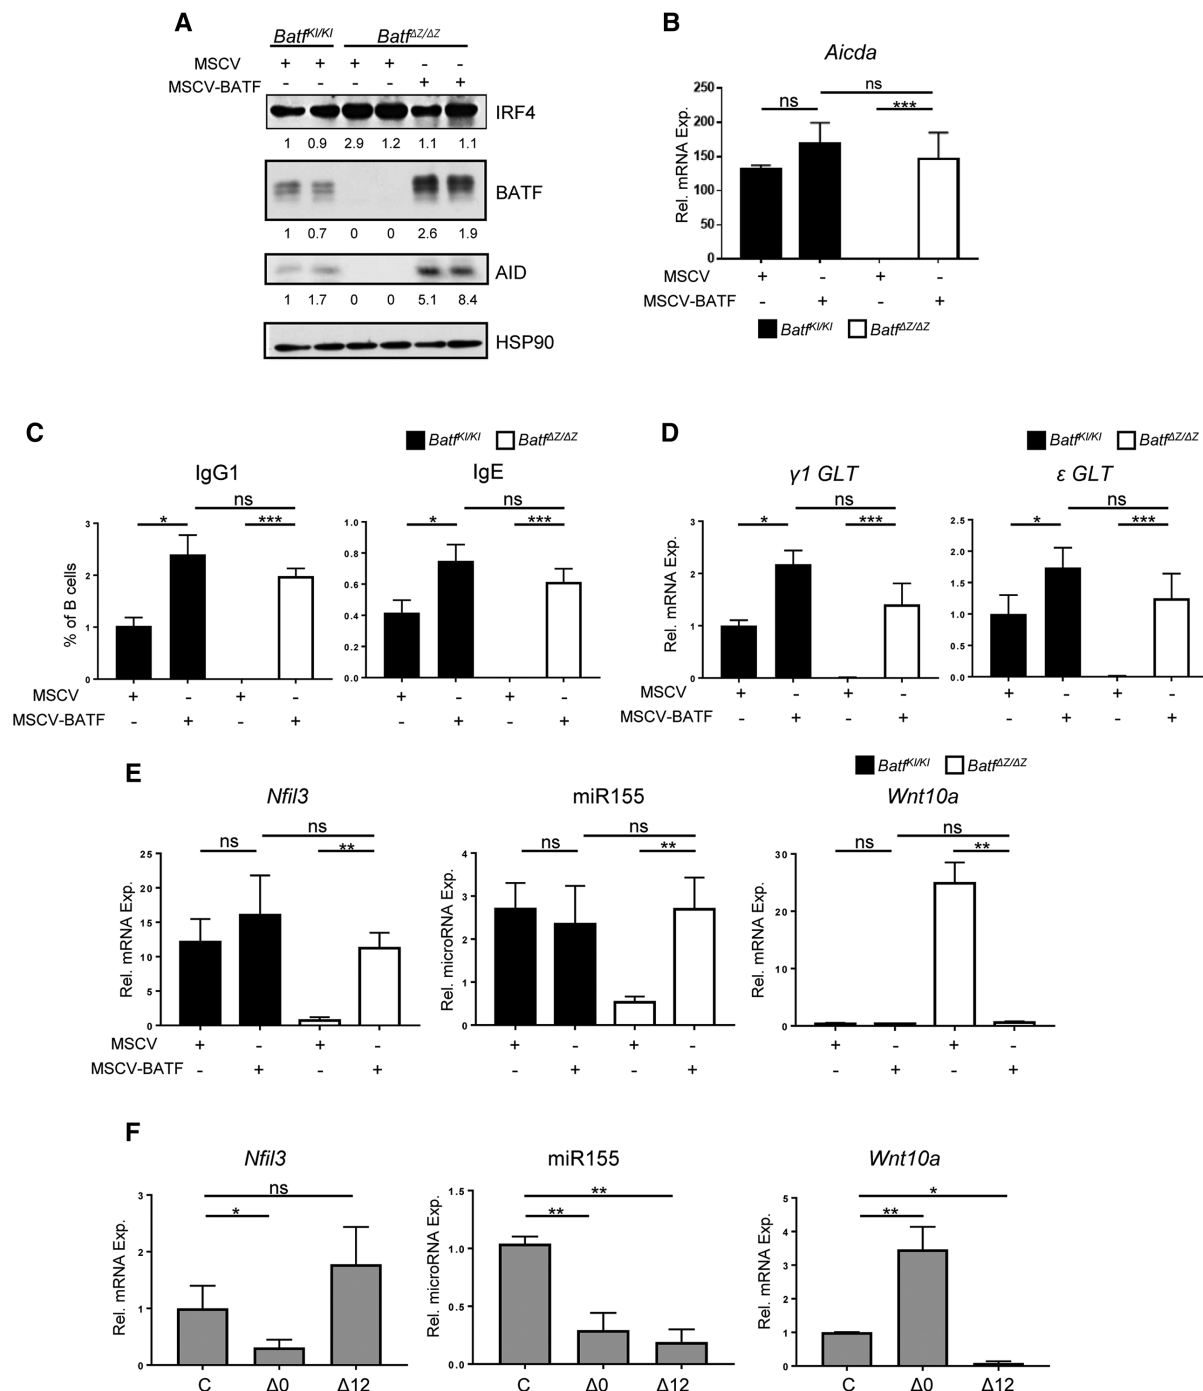 A
Batf^KI/KI Batf^ΔZ/ΔZ
MSCV + + + + - -
MSCV-BATF - - - - + +
IRF4
1 0.9 2.9 1.2 1.1 1.1
BATF
1 0.7 0 0 2.6 1.9
AID
1 1.7 0 0 5.1 8.4
HSP90
B
Aicda
Rel. mRNA Exp.
250
200
150
100
50
0
ns
ns ***
MSCV + - + -
MSCV-BATF - + - +
Batf^KI/KI Batf^ΔZ/ΔZ
C
Batf^KI/KI Batf^ΔZ/ΔZ
IgG1
% of B cells
3
2
1
0
ns
* ***
IgE
1.0
0.8
0.6
0.4
0.2
0.0
ns
* ***
MSCV + - + - + - + -
MSCV-BATF - + - + - + - +
D
Batf^KI/KI Batf^ΔZ/ΔZ
γ1 GLT
Rel. mRNA Exp.
3
2
1
0
ns
* ***
ε GLT
2.5
2.0
1.5
1.0
0.5
0.0
ns
* ***
MSCV + - + - + - + -
MSCV-BATF - + - + - + - +
E
Batf^KI/KI Batf^ΔZ/ΔZ
Nfil3
Rel. mRNA Exp.
25
20
15
10
5
0
ns
ns **
miR155
Rel. microRNA Exp.
4
3
2
1
0
ns
ns **
Wnt10a
Rel. mRNA Exp.
30
20
10
0
ns
ns **
MSCV + - + - + - + - + - + -
MSCV-BATF - + - + - + - + - + - +
F
Nfil3
Rel. mRNA Exp.
3
2
1
0
ns
*
C Δ0 Δ12
miR155
Rel. microRNA Exp.
1.5
1.0
0.5
0.0
**
**
C Δ0 Δ12
Wnt10a
Rel. mRNA Exp.
5
4
3
2
1
0
*
**
C Δ0 Δ12